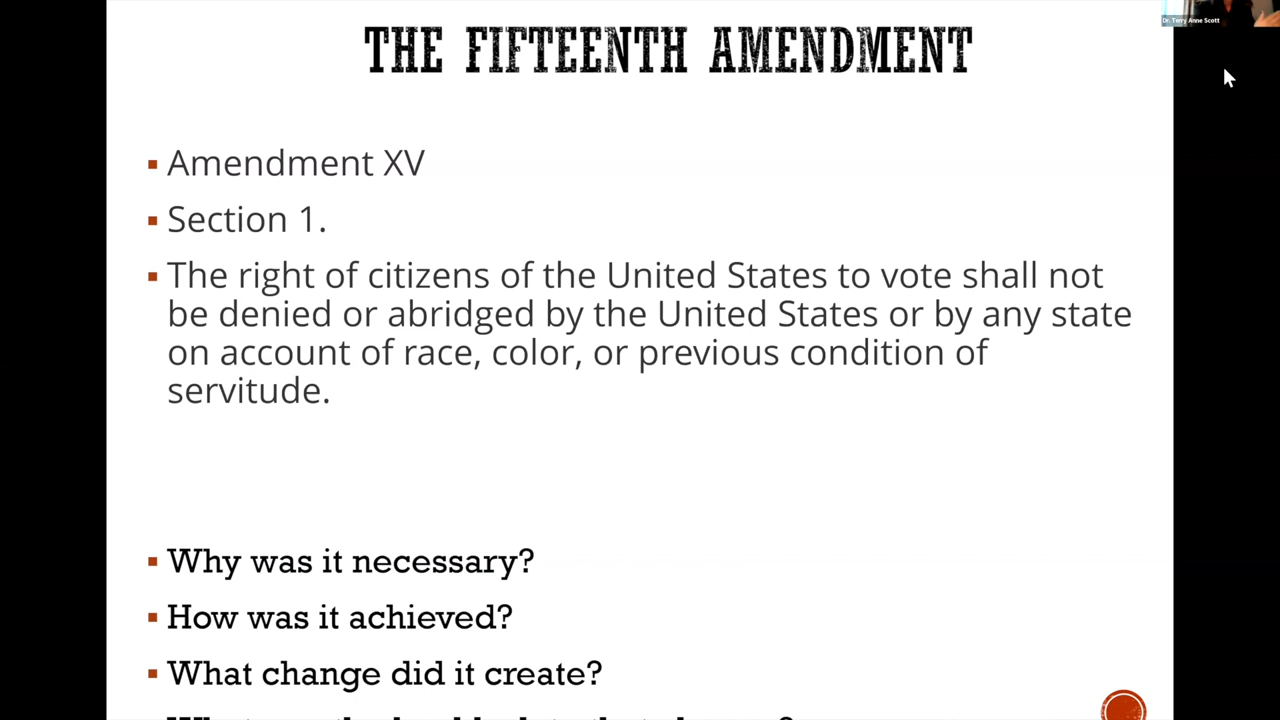 Dr. Terry Anne Scott
THE FIFTEENTH AMENDMENT
Amendment XV
Section 1.
The right of citizens of the United States to vote shall not
be denied or abridged by the United States or by any state
on account of race, color, or previous condition of
servitude.
Why was it necessary?
How was it achieved?
What change did it create?